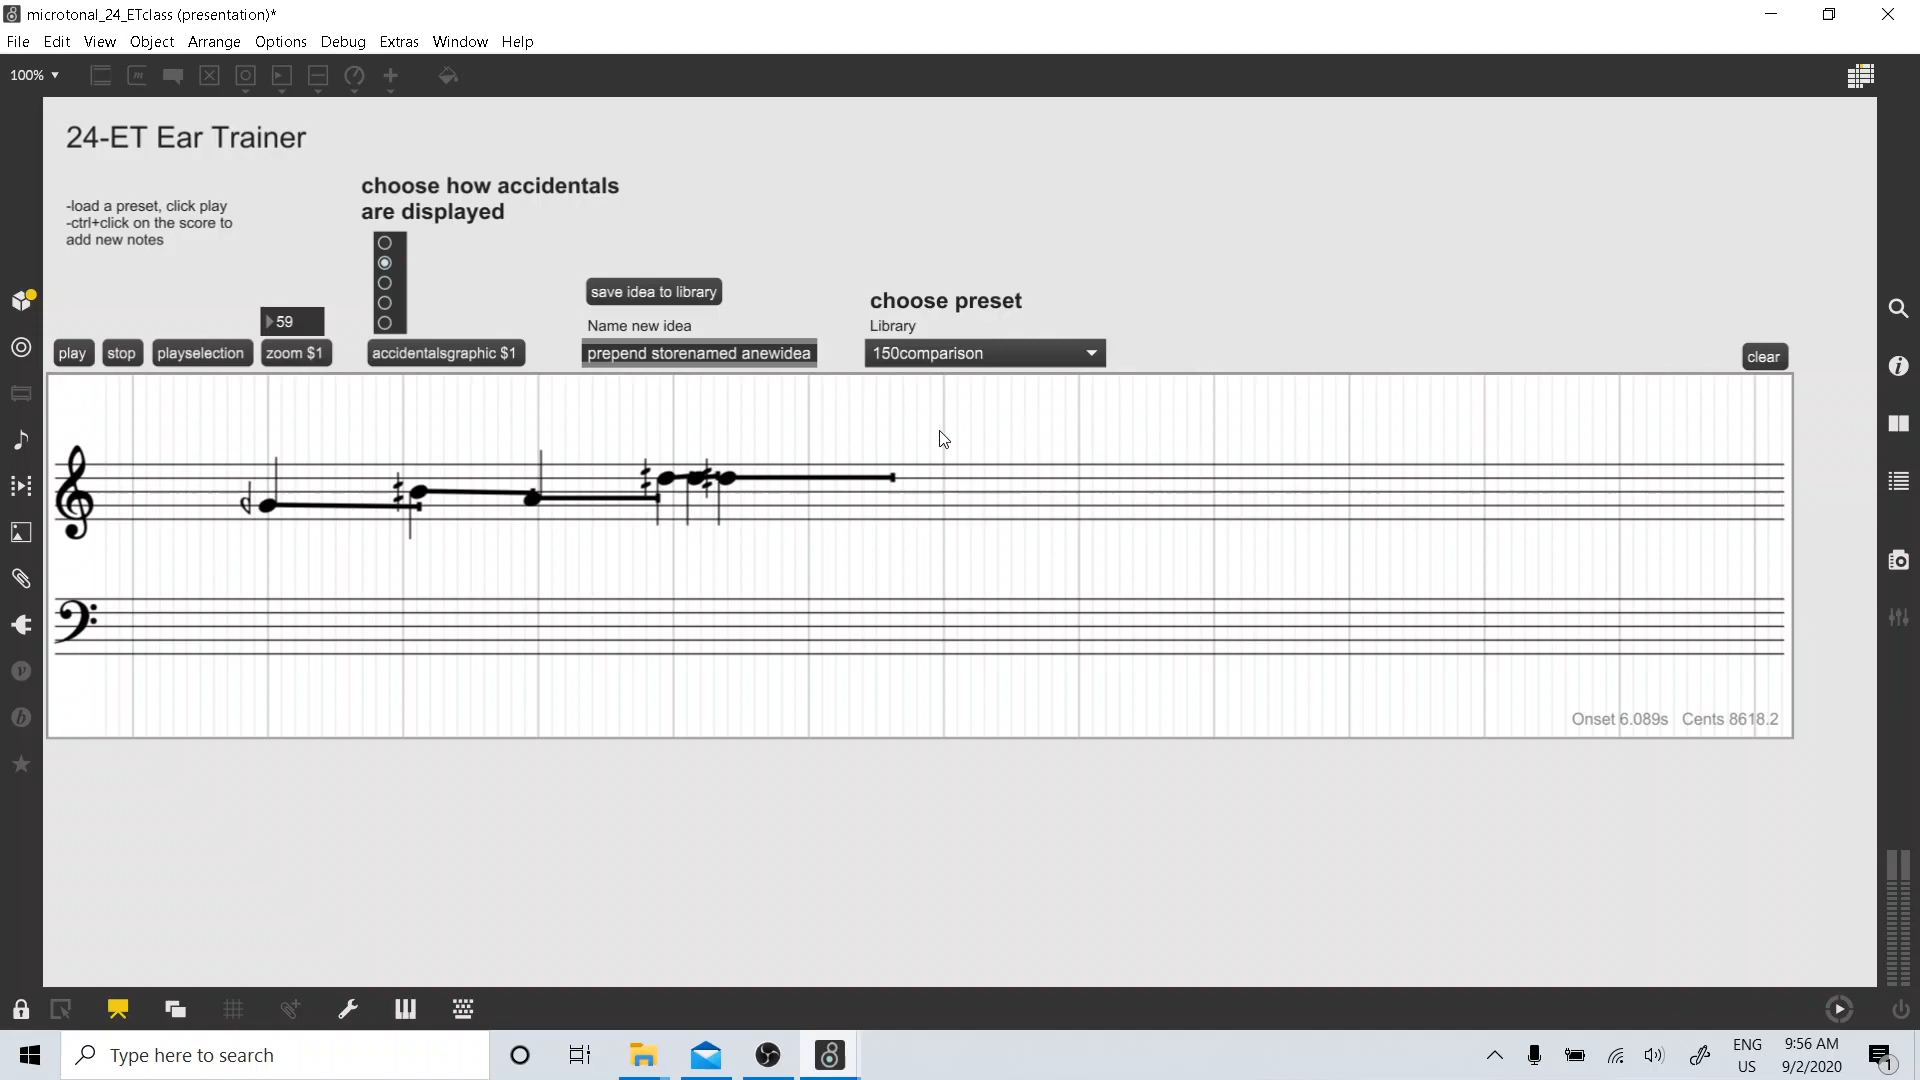 microtonal_24_ETclass (presentation)*
File Edit View Object Arrange Options Debug Extras Window Help
100%
24-ET Ear Trainer
choose how accidentals
are displayed
-load a preset, click play
-ctrl+click on the score to
add new notes
save idea to library
choose preset
59
Name new idea
Library
play stop playselection zoom $1 accidentalsgraphic $1 prepend storenamed anewidea 150comparison clear
Onset 6.089s Cents 8618.2
Type here to search
ENG
US
9:56 AM
9/2/2020
1